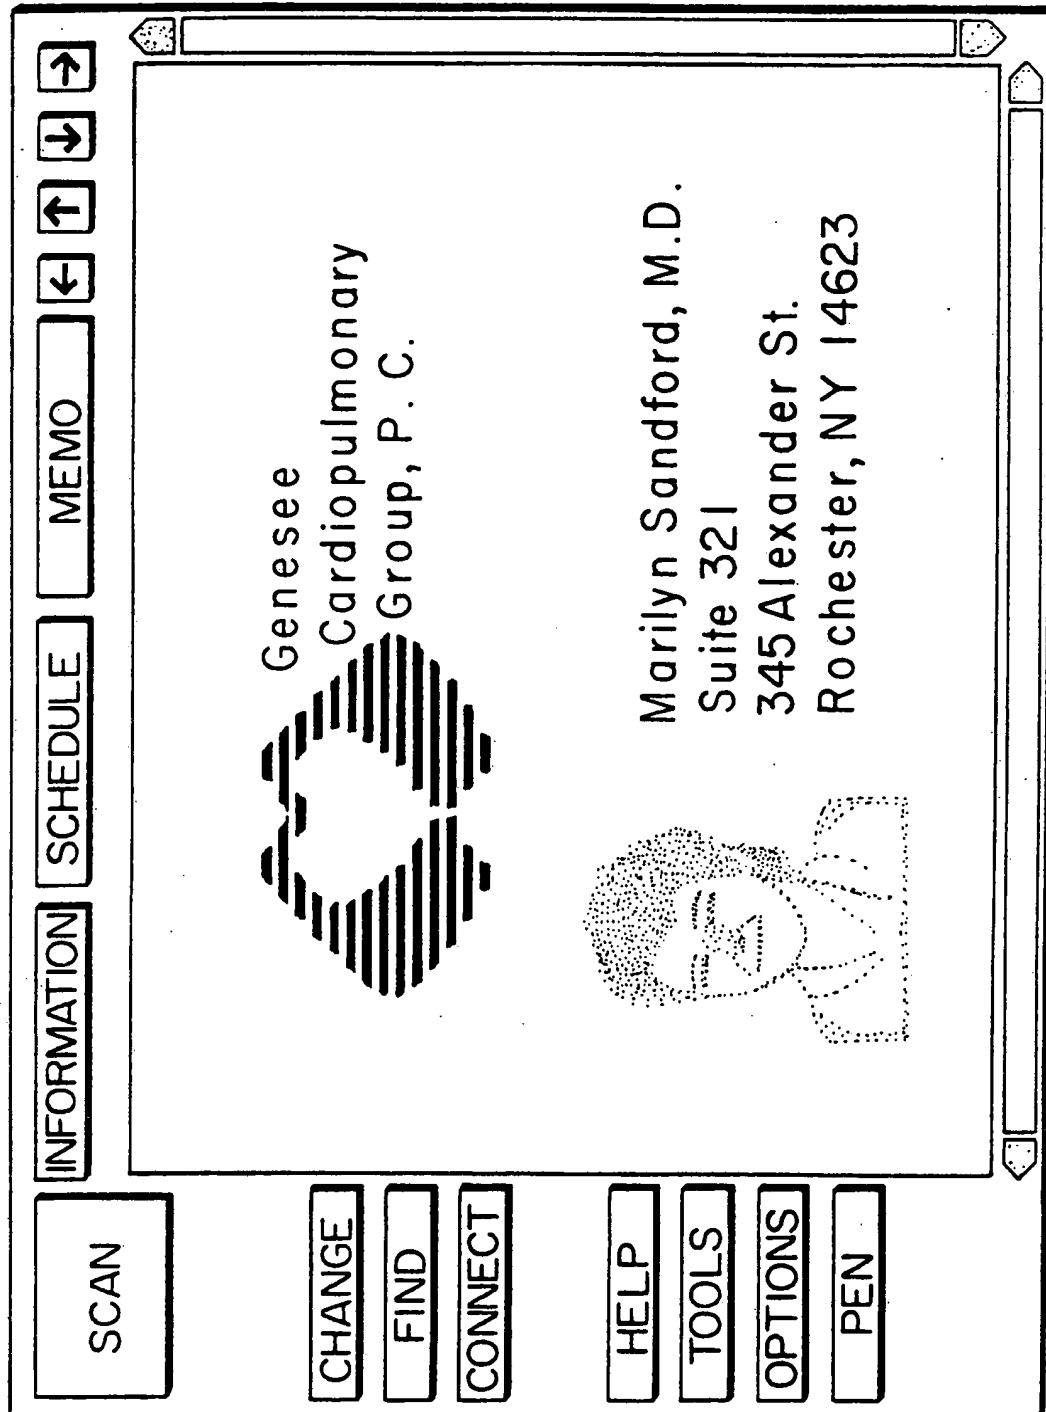 SCAN
INFORMATION
SCHEDULE
MEMO
CHANGE
FIND
CONNECT
HELP
TOOLS
OPTIONS
PEN
Genesee
Cardiopulmonary
Group, P. C.
Marilyn Sandford, M.D.
Suite 321
345 Alexander St.
Rochester, NY 14623